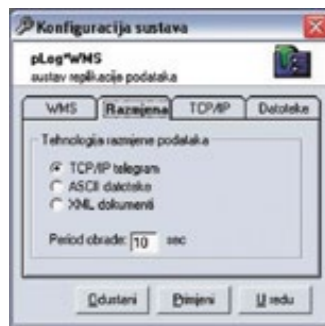 Konfiguracija sustava
pLog*WMS
sustav replikacije podataka
WMS Razmjena TCP/IP Datoteke
Tehnologija razmjene podataka
TCP/IP telegram
ASCII datoteke
XML dokumenti
Period obrade: 10 sec
Odustani Primjeni U redu